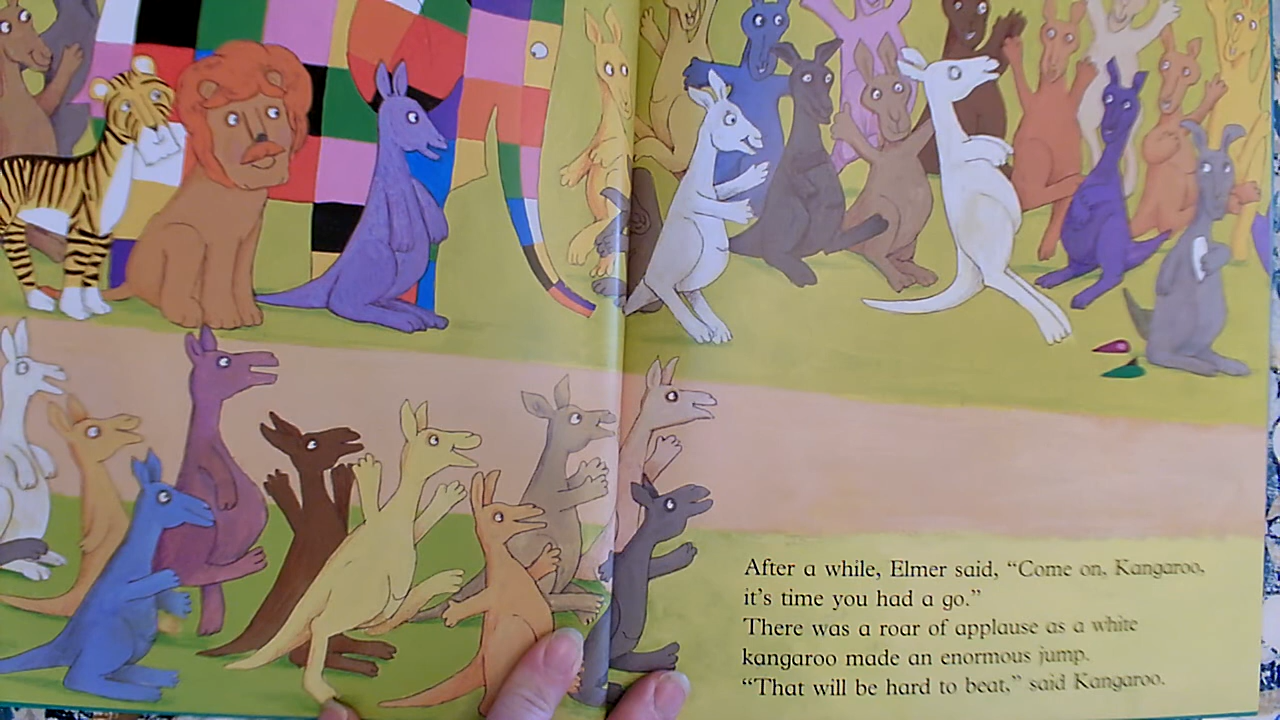 After a while, Elmer said, “Come on, Kangaroo,
it’s time you had a go.”
There was a roar of applause as a white
kangaroo made an enormous jump.
“That will be hard to beat,” said Kangaroo.